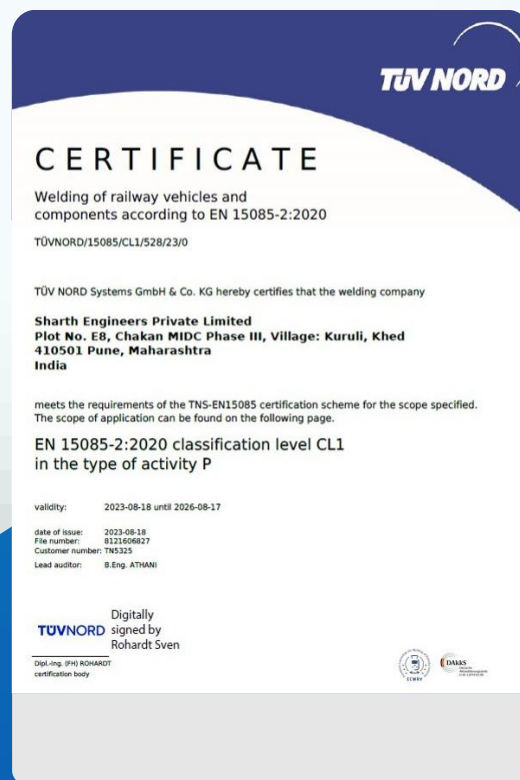 TÜV NORD
CERTIFICATE
Welding of railway vehicles and
components according to EN 15085-2:2020
TÜVNORD/15085/CL1/528/23/0
TÜV NORD Systems GmbH & Co. KG hereby certifies that the welding company
Sharth Engineers Private Limited
Plot No. E8, Chakan MIDC Phase III, Village: Kuruli, Khed
410501 Pune, Maharashtra
India
meets the requirements of the TNS-EN15085 certification scheme for the scope specified.
The scope of application can be found on the following page.
EN 15085-2:2020 classification level CL1
in the type of activity P
validity: 2023-08-18 until 2026-08-17
date of issue: 2023-08-18
File number: 8121606827
Customer number: TN5325
Lead auditor: B.Eng. ATHANI
TÜVNORD
Digitally
signed by
Rohardt Sven
Dipl.-Ing. (FH) ROHARDT
certification body
ECWRV
DAkkS